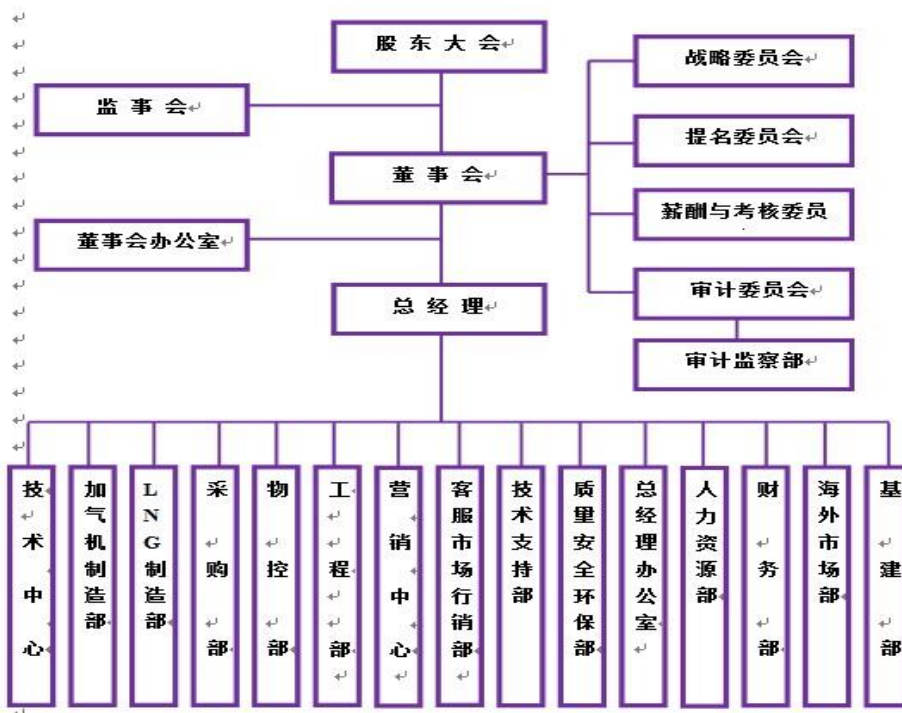 股东大会
战略委员会
监事会
提名委员会
董事会
薪酬与考核委员
董事会办公室
审计委员会
总经理
审计监察部
技术中心
加气机制造部
LNG制造部
采购部
物控部
工程部
营销中心
客服市场行销部
技术支持部
质量安全环保部
总经理办公室
人力资源部
财务部
海外市场部
基建部